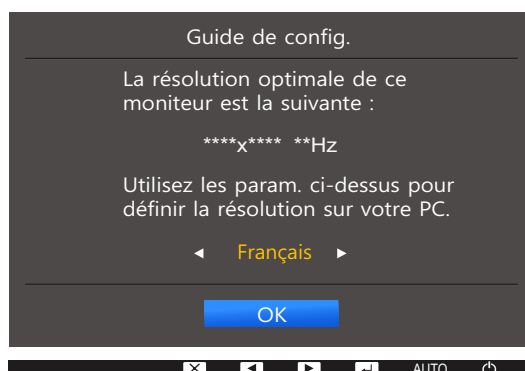 Guide de config.
La résolution optimale de ce
moniteur est la suivante :
****x**** **Hz
Utilisez les param. ci-dessus pour
définir la résolution sur votre PC.
Français
OK
AUTO